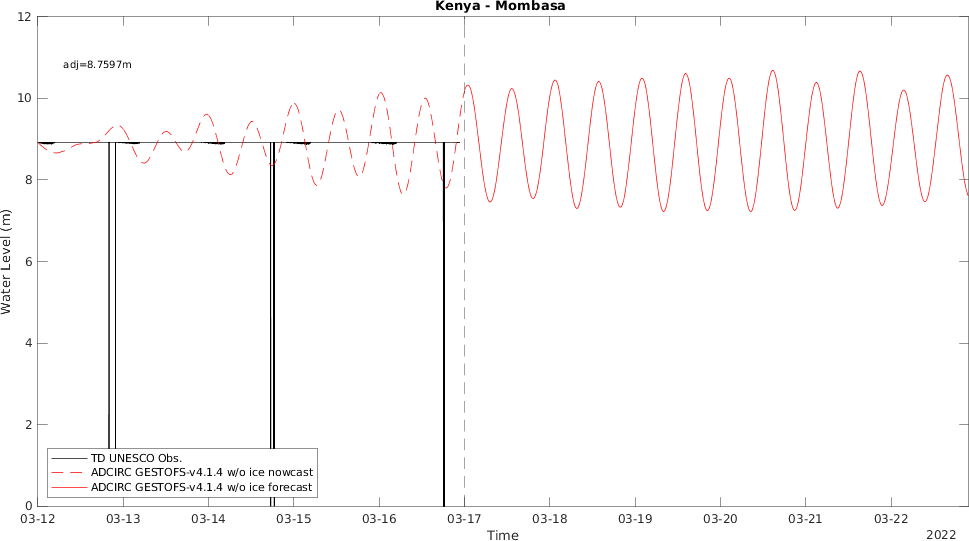 Kenya - Mombasa
12
adj=8.7597m
10
8
6
4
2
0
Water Level (m)
TD UNESCO Obs.
ADCIRC GESTOFS-v4.1.4 w/o ice nowcast
ADCIRC GESTOFS-v4.1.4 w/o ice forecast
03-12 03-13 03-14 03-15 03-16 03-17 03-18 03-19 03-20 03-21 03-22
Time
2022